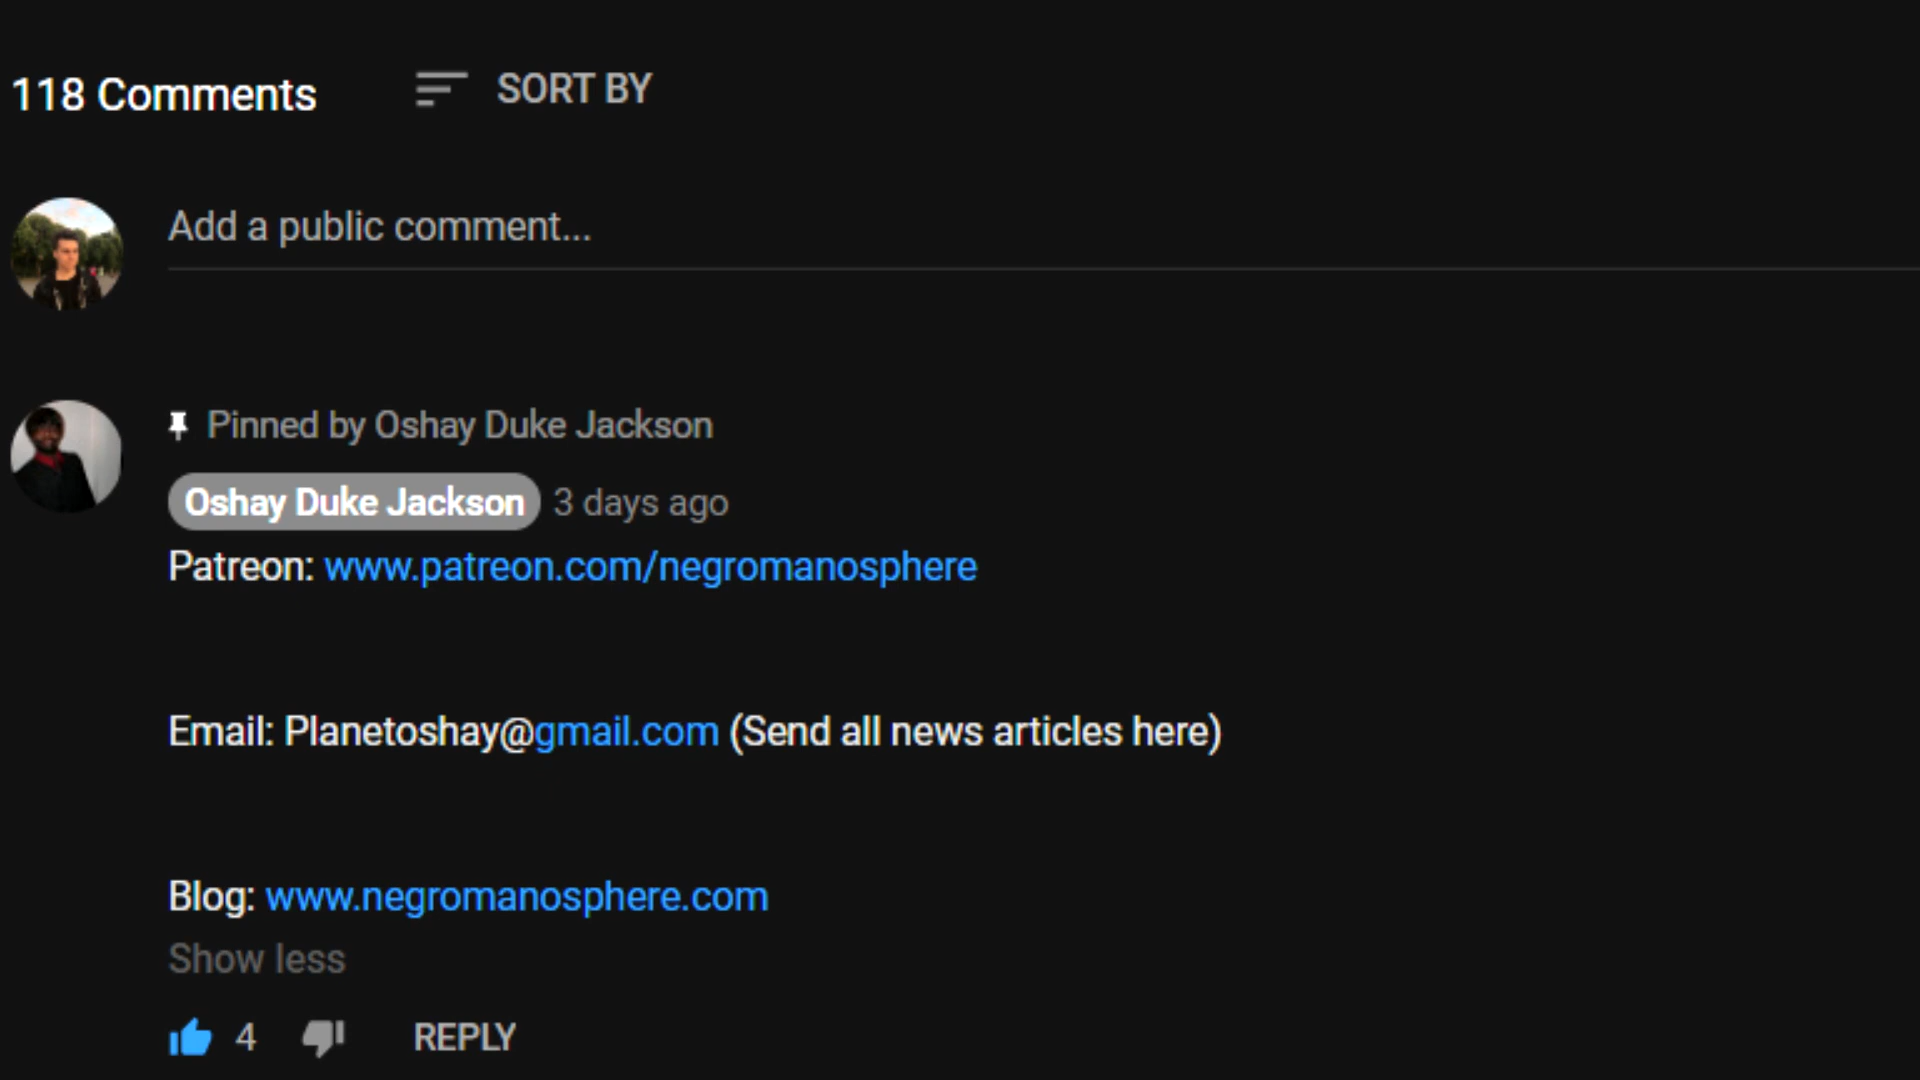 118 Comments
SORT BY
Add a public comment...
Pinned by Oshay Duke Jackson
Oshay Duke Jackson 3 days ago
Patreon: www.patreon.com/negromanosphere
Email: Planetoshay@gmail.com (Send all news articles here)
Blog: www.negromanosphere.com
Show less
4 REPLY